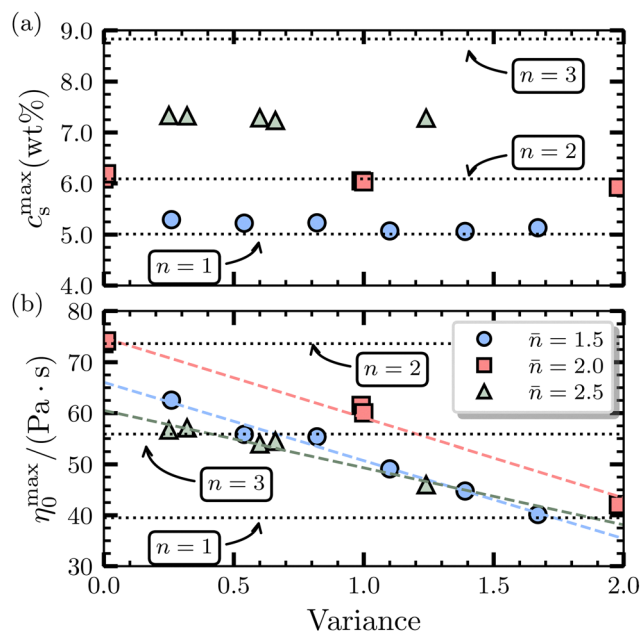 (a)
9.0
8.0
7.0
6.0
5.0
4.0
c_s^max (wt%)
n = 3
n = 2
n = 1
(b)
80
70
60
50
40
30
η_0^max/(Pa · s)
n̄ = 1.5
n̄ = 2.0
n̄ = 2.5
n = 2
n = 3
n = 1
0.0 0.5 1.0 1.5 2.0
Variance